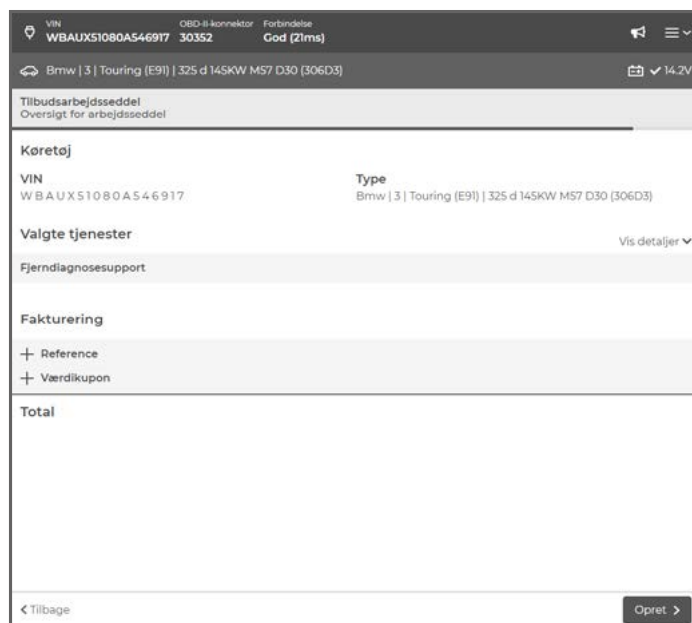 VIN OBD-II-konnektor Forbindelse
WBAUX51080A546917 30352 God (21ms)
Bmw | 3 | Touring (E91) | 325 d 145KW M57 D30 (306D3) 14.2V
Tilbudsarbejdsseddel
Oversigt for arbejdsseddel
Køretøj
VIN Type
WBAUX51080A546917 Bmw | 3 | Touring (E91) | 325 d 145KW M57 D30 (306D3)
Valgte tjenester Vis detaljer
Fjerndiagnosesupport
Fakturering
+ Reference
+ Værdikupon
Total
Tilbage Opret